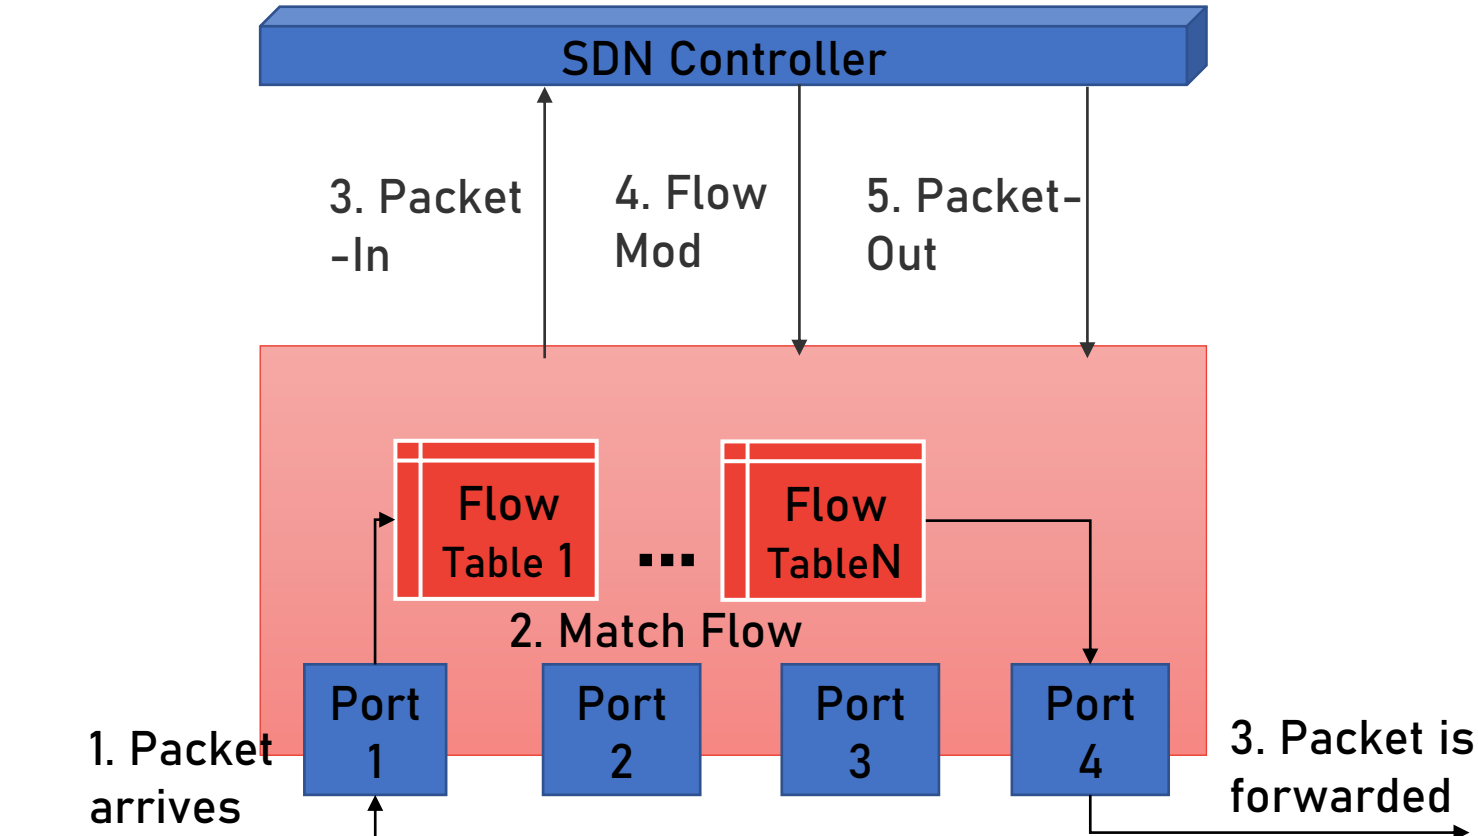 SDN Controller
3. Packet
-In
4. Flow
Mod
5. Packet-
Out
Flow
Table 1
...
Flow
TableN
2. Match Flow
Port
1
Port
2
Port
3
Port
4
1. Packet
arrives
3. Packet is
forwarded